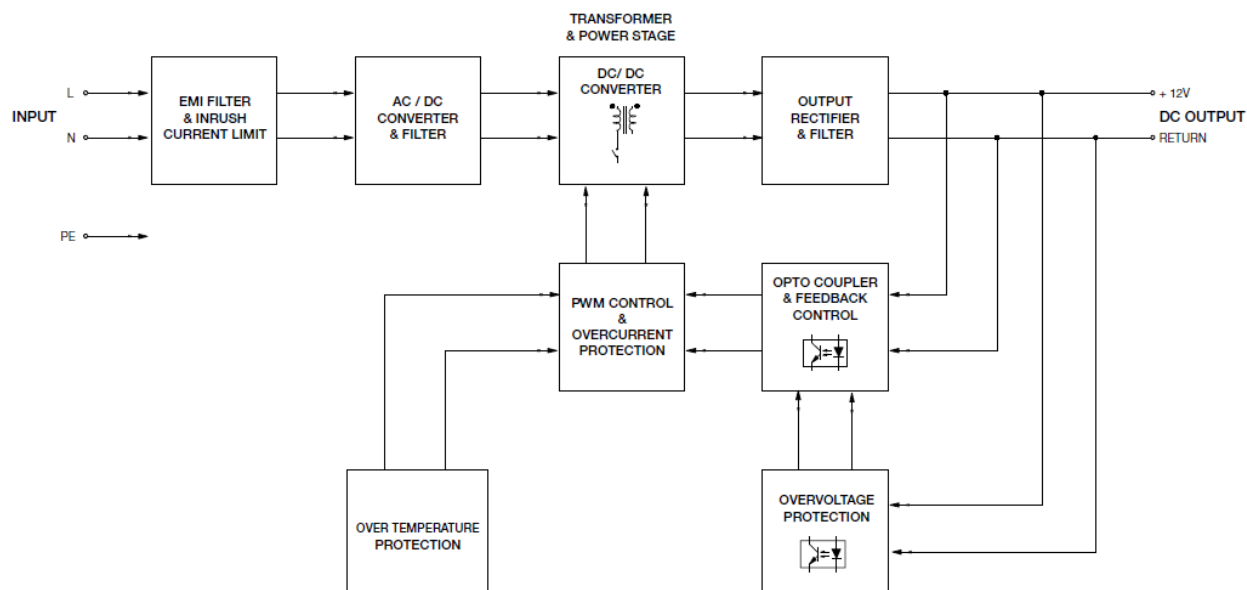 TRANSFORMER
& POWER STAGE
INPUT
L
N
PE
EMI FILTER
& INRUSH
CURRENT LIMIT
AC / DC
CONVERTER
& FILTER
DC/ DC
CONVERTER
OUTPUT
RECTIFIER
& FILTER
+ 12V
DC OUTPUT
RETURN
PWM CONTROL
&
OVERCURRENT
PROTECTION
OPTO COUPLER
& FEEDBACK
CONTROL
OVER TEMPERATURE
PROTECTION
OVERVOLTAGE
PROTECTION